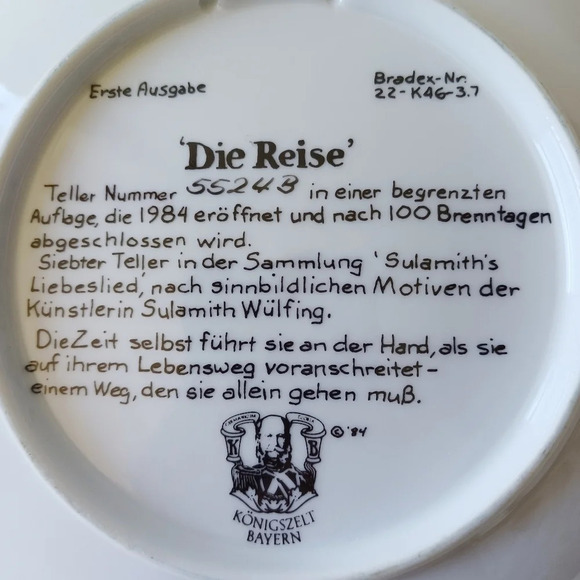 Erste Ausgabe
Bradex-Nr.
22-K46-3.7
'Die Reise'
Teller Nummer 5524B in einer begrenzten
Auflage, die 1984 eröffnet und nach 100 Brenntagen
abgeschlossen wird.
Siebter Teller in der Sammlung 'Sulamith's
Liebeslied,' nach sinnbildlichen Motiven der
Künstlerin Sulamith Wülfing.
Die Zeit selbst führt sie an der Hand, als sie
auf ihrem Lebensweg voranschreitet-
einem Weg, den sie allein gehen muß.
© '84
K B
KÖNIGSZELT
BAYERN